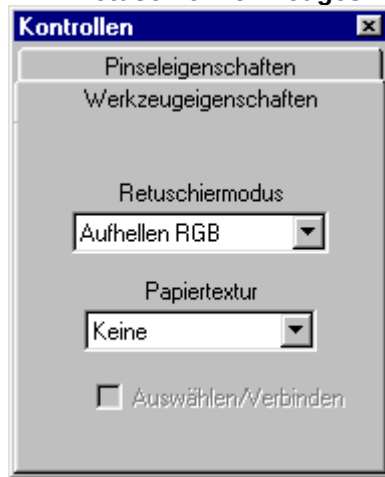 Kontrollen
Pinseleigenschaften
Werkzeugeigenschaften
Retuschiermodus
Aufhellen RGB
Papiertextur
Keine
Auswählen/Verbinden